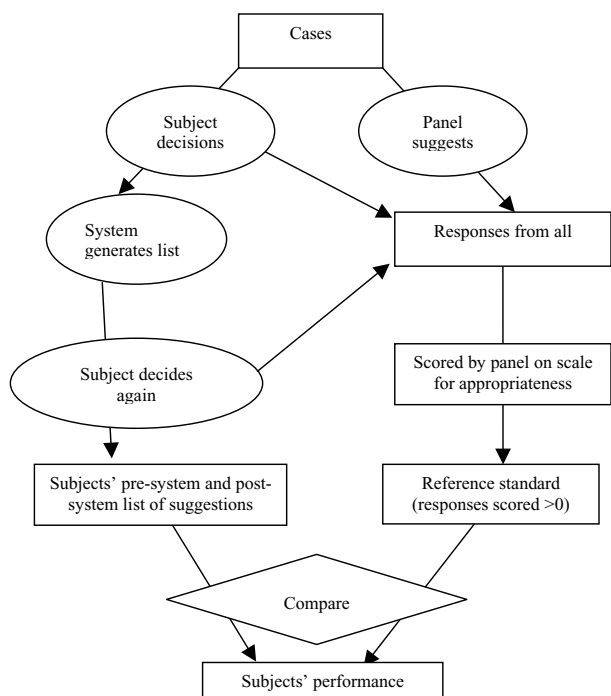 Cases
Subject
decisions
Panel
suggests
System
generates list
Responses from all
Subject decides
again
Scored by panel on scale
for appropriateness
Subjects’ pre-system and post-
system list of suggestions
Reference standard
(responses scored >0)
Compare
Subjects’ performance